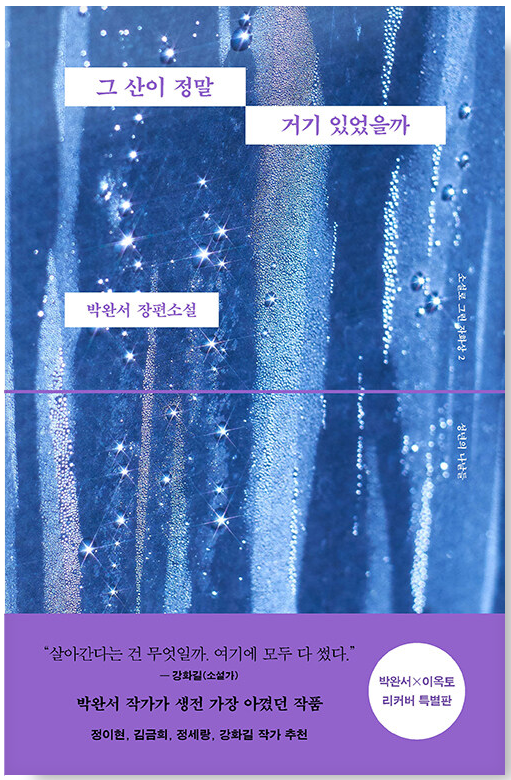 그 산이 정말
거기 있었을까
박완서 장편소설
소설로 그린 자화상 2
성년의 나날들
“살아간다는 건 무엇일까. 여기에 모두 다 썼다.”
— 강화길(소설가)
박완서 작가가 생전 가장 아꼈던 작품
정이현, 김금희, 정세랑, 강화길 작가 추천
박완서×이옥토
리커버 특별판